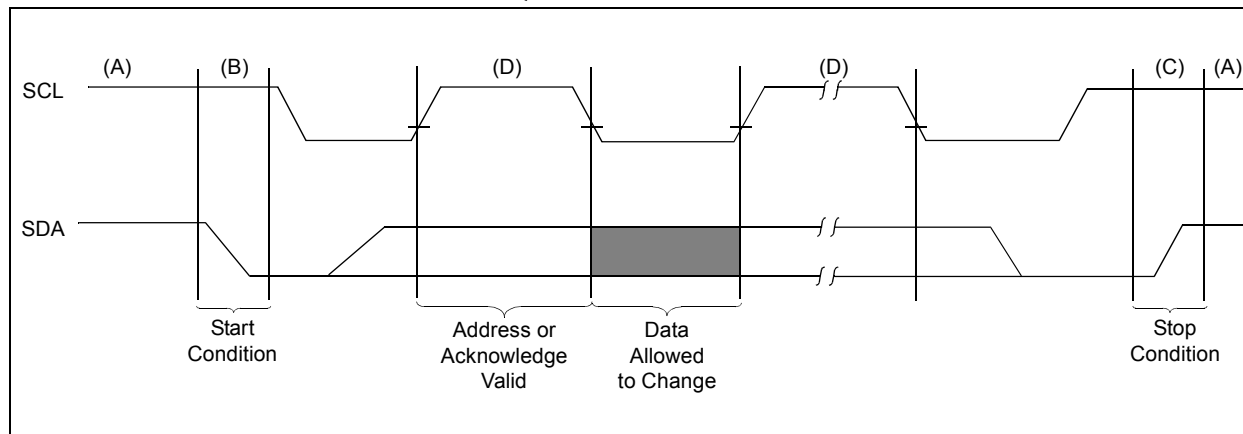 (A) (B) (D) (D) (C) (A)
SCL
SDA
Start
Condition
Address or
Acknowledge
Valid
Data
Allowed
to Change
Stop
Condition